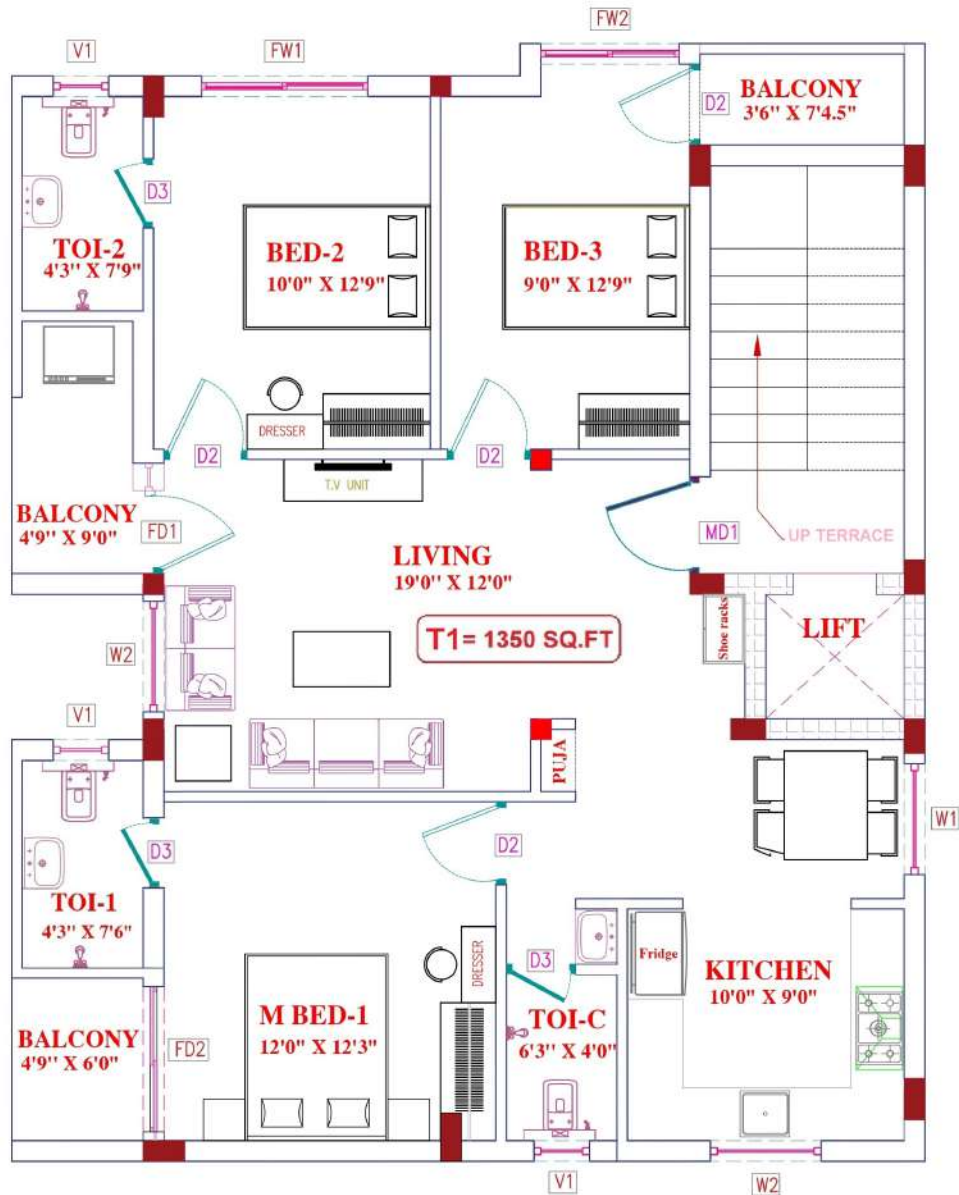 FW2
V1
FW1
BALCONY
3'6" X 7'4.5"
D2
D3
TOI-2
4'3" X 7'9"
BED-2
10'0" X 12'9"
BED-3
9'0" X 12'9"
DRESSER
D2
D2
T.V UNIT
BALCONY
4'9" X 9'0"
FD1
MD1
UP TERRACE
LIVING
19'0" X 12'0"
T1= 1350 SQ.FT
Shoe racks
LIFT
W2
V1
PUJA
W1
D2
D3
TOI-1
4'3" X 7'6"
DRESSER
D3
Fridge
KITCHEN
10'0" X 9'0"
M BED-1
12'0" X 12'3"
TOI-C
6'3" X 4'0"
BALCONY
4'9" X 6'0"
FD2
V1
W2